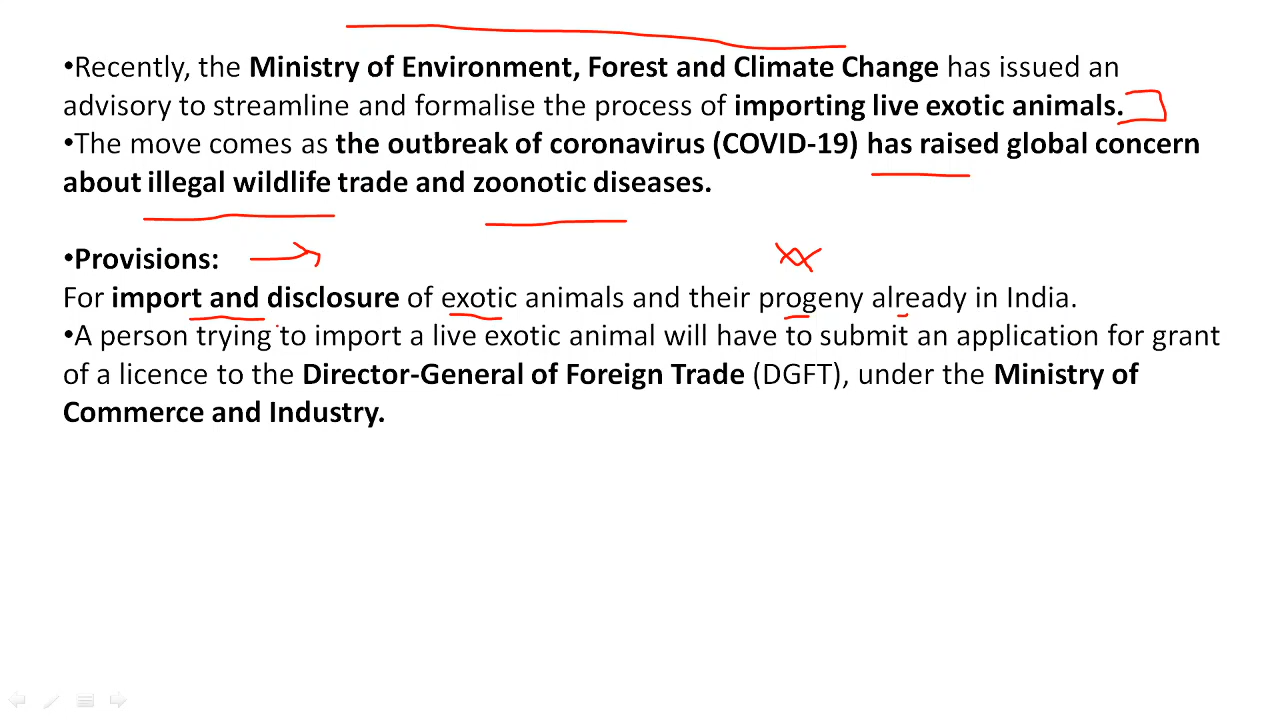 •Recently, the Ministry of Environment, Forest and Climate Change has issued an
advisory to streamline and formalise the process of importing live exotic animals.
•The move comes as the outbreak of coronavirus (COVID-19) has raised global concern
about illegal wildlife trade and zoonotic diseases.
•Provisions:
For import and disclosure of exotic animals and their progeny already in India.
•A person trying to import a live exotic animal will have to submit an application for grant
of a licence to the Director-General of Foreign Trade (DGFT), under the Ministry of
Commerce and Industry.